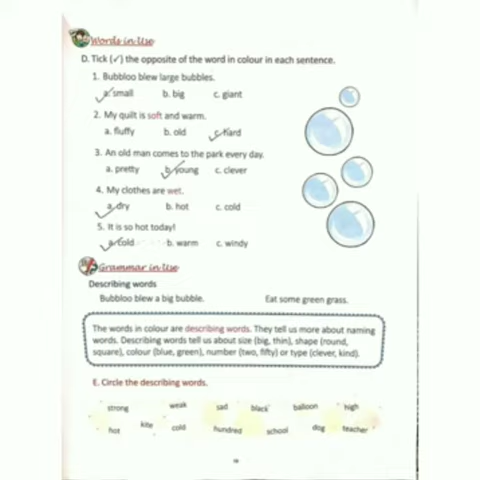 Words in Use
D. Tick (✓) the opposite of the word in colour in each sentence.
1. Bubbloo blew large bubbles.
a. small b. big c. giant
2. My quilt is soft and warm.
a. fluffy b. old c. hard
3. An old man comes to the park every day.
a. pretty b. young c. clever
4. My clothes are wet.
a. dry b. hot c. cold
5. It is so hot today!
a. cold b. warm c. windy
Grammar in Use
Describing words
Bubbloo blew a big bubble. Eat some green grass.
The words in colour are describing words. They tell us more about naming
words. Describing words tell us about size (big, thin), shape (round,
square), colour (blue, green), number (two, fifty) or type (clever, kind).
E. Circle the describing words.
strong weak sad black balloon high
hot kite cold hundred school dog teacher